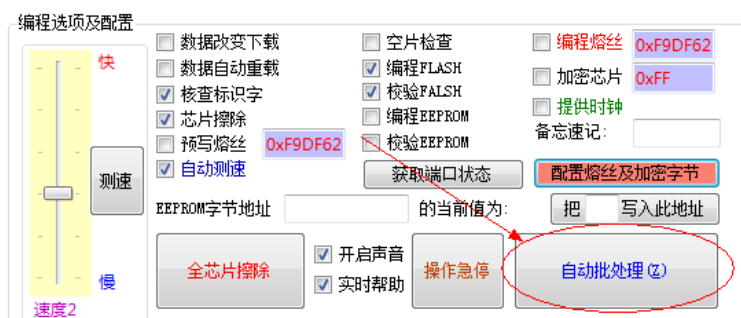 编程选项及配置
快
数据改变下载
空片检查
编程熔丝
0xF9DF62
数据自动重载
编程FLASH
加密芯片
0xFF
核查标识字
校验FALSH
提供时钟
芯片擦除
编程EEPROM
备忘速记:
预写熔丝
0xF9DF62
校验EEPROM
测速
自动测速
获取端口状态
配置熔丝及加密字节
EEPROM字节地址
的当前值为:
把
写入此地址
全芯片擦除
开启声音
操作急停
自动批处理(Z)
实时帮助
慢
速度2